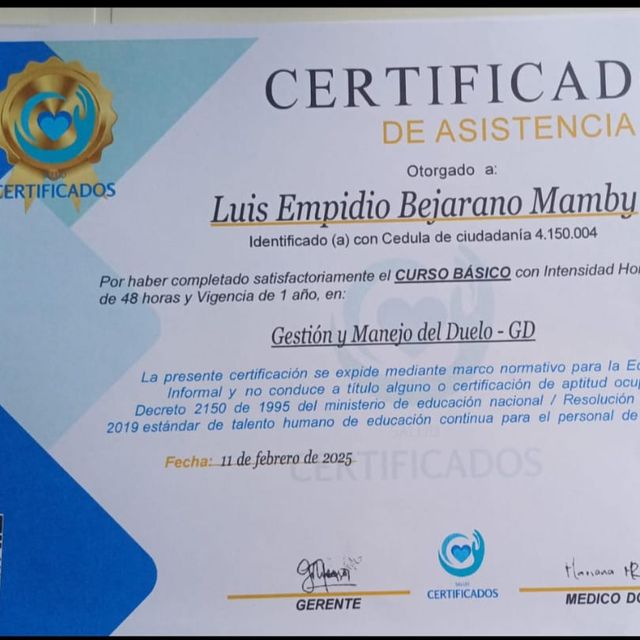 CERTIFICAD
DE ASISTENCIA
CERTIFICADOS
Otorgado a:
Luis Empidio Bejarano Mamby
Identificado (a) con Cedula de ciudadanía 4.150.004
Por haber completado satisfactoriamente el CURSO BÁSICO con Intensidad Hor
de 48 horas y Vigencia de 1 año, en:
Gestión y Manejo del Duelo - GD
La presente certificación se expide mediante marco normativo para la Ed
Informal y no conduce a título alguno o certificación de aptitud ocup
Decreto 2150 de 1995 del ministerio de educación nacional / Resolución
2019 estándar de talento humano de educación continua para el personal de
Fecha: 11 de febrero de 2025
CERTIFICADOS
GERENTE
CERTIFICADOS
MEDICO DO